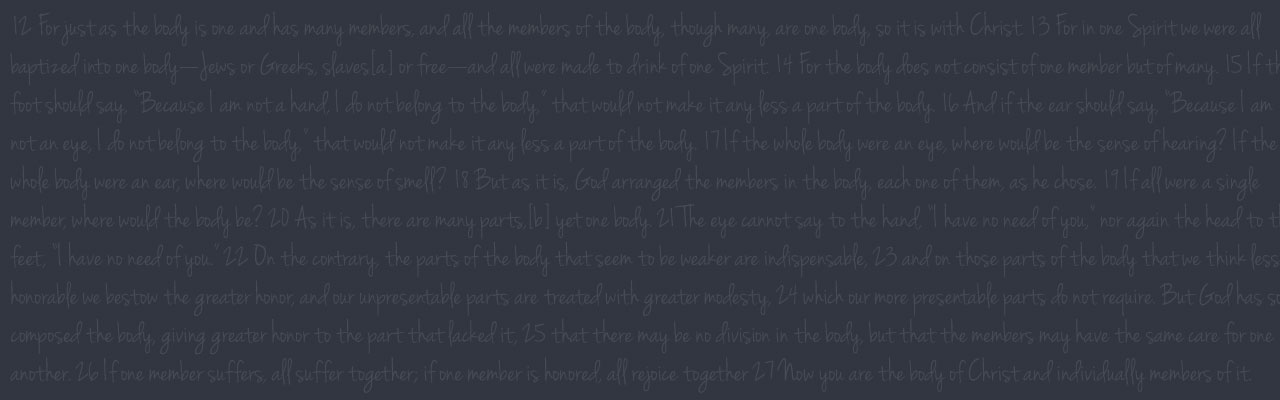 12 For just as the body is one and has many members, and all the members of the body, though many, are one body, so it is with Christ. 13 For in one Spirit we were all
baptized into one body—Jews or Greeks, slaves[a] or free—and all were made to drink of one Spirit. 14 For the body does not consist of one member but of many. 15 If th
foot should say, "Because I am not a hand, I do not belong to the body," that would not make it any less a part of the body. 16 And if the ear should say, "Because I am
not an eye, I do not belong to the body," that would not make it any less a part of the body. 17 If the whole body were an eye, where would be the sense of hearing? If the
whole body were an ear, where would be the sense of smell? 18 But as it is, God arranged the members in the body, each one of them, as he chose. 19 If all were a single
member, where would the body be? 20 As it is, there are many parts,[b] yet one body. 21 The eye cannot say to the hand, "I have no need of you," nor again the head to t
feet, "I have no need of you." 22 On the contrary, the parts of the body that seem to be weaker are indispensable, 23 and on those parts of the body that we think less
honorable we bestow the greater honor, and our unpresentable parts are treated with greater modesty, 24 which our more presentable parts do not require. But God has s
composed the body, giving greater honor to the part that lacked it, 25 that there may be no division in the body, but that the members may have the same care for one
another. 26 If one member suffers, all suffer together; if one member is honored, all rejoice together 27 Now you are the body of Christ and individually members of it.